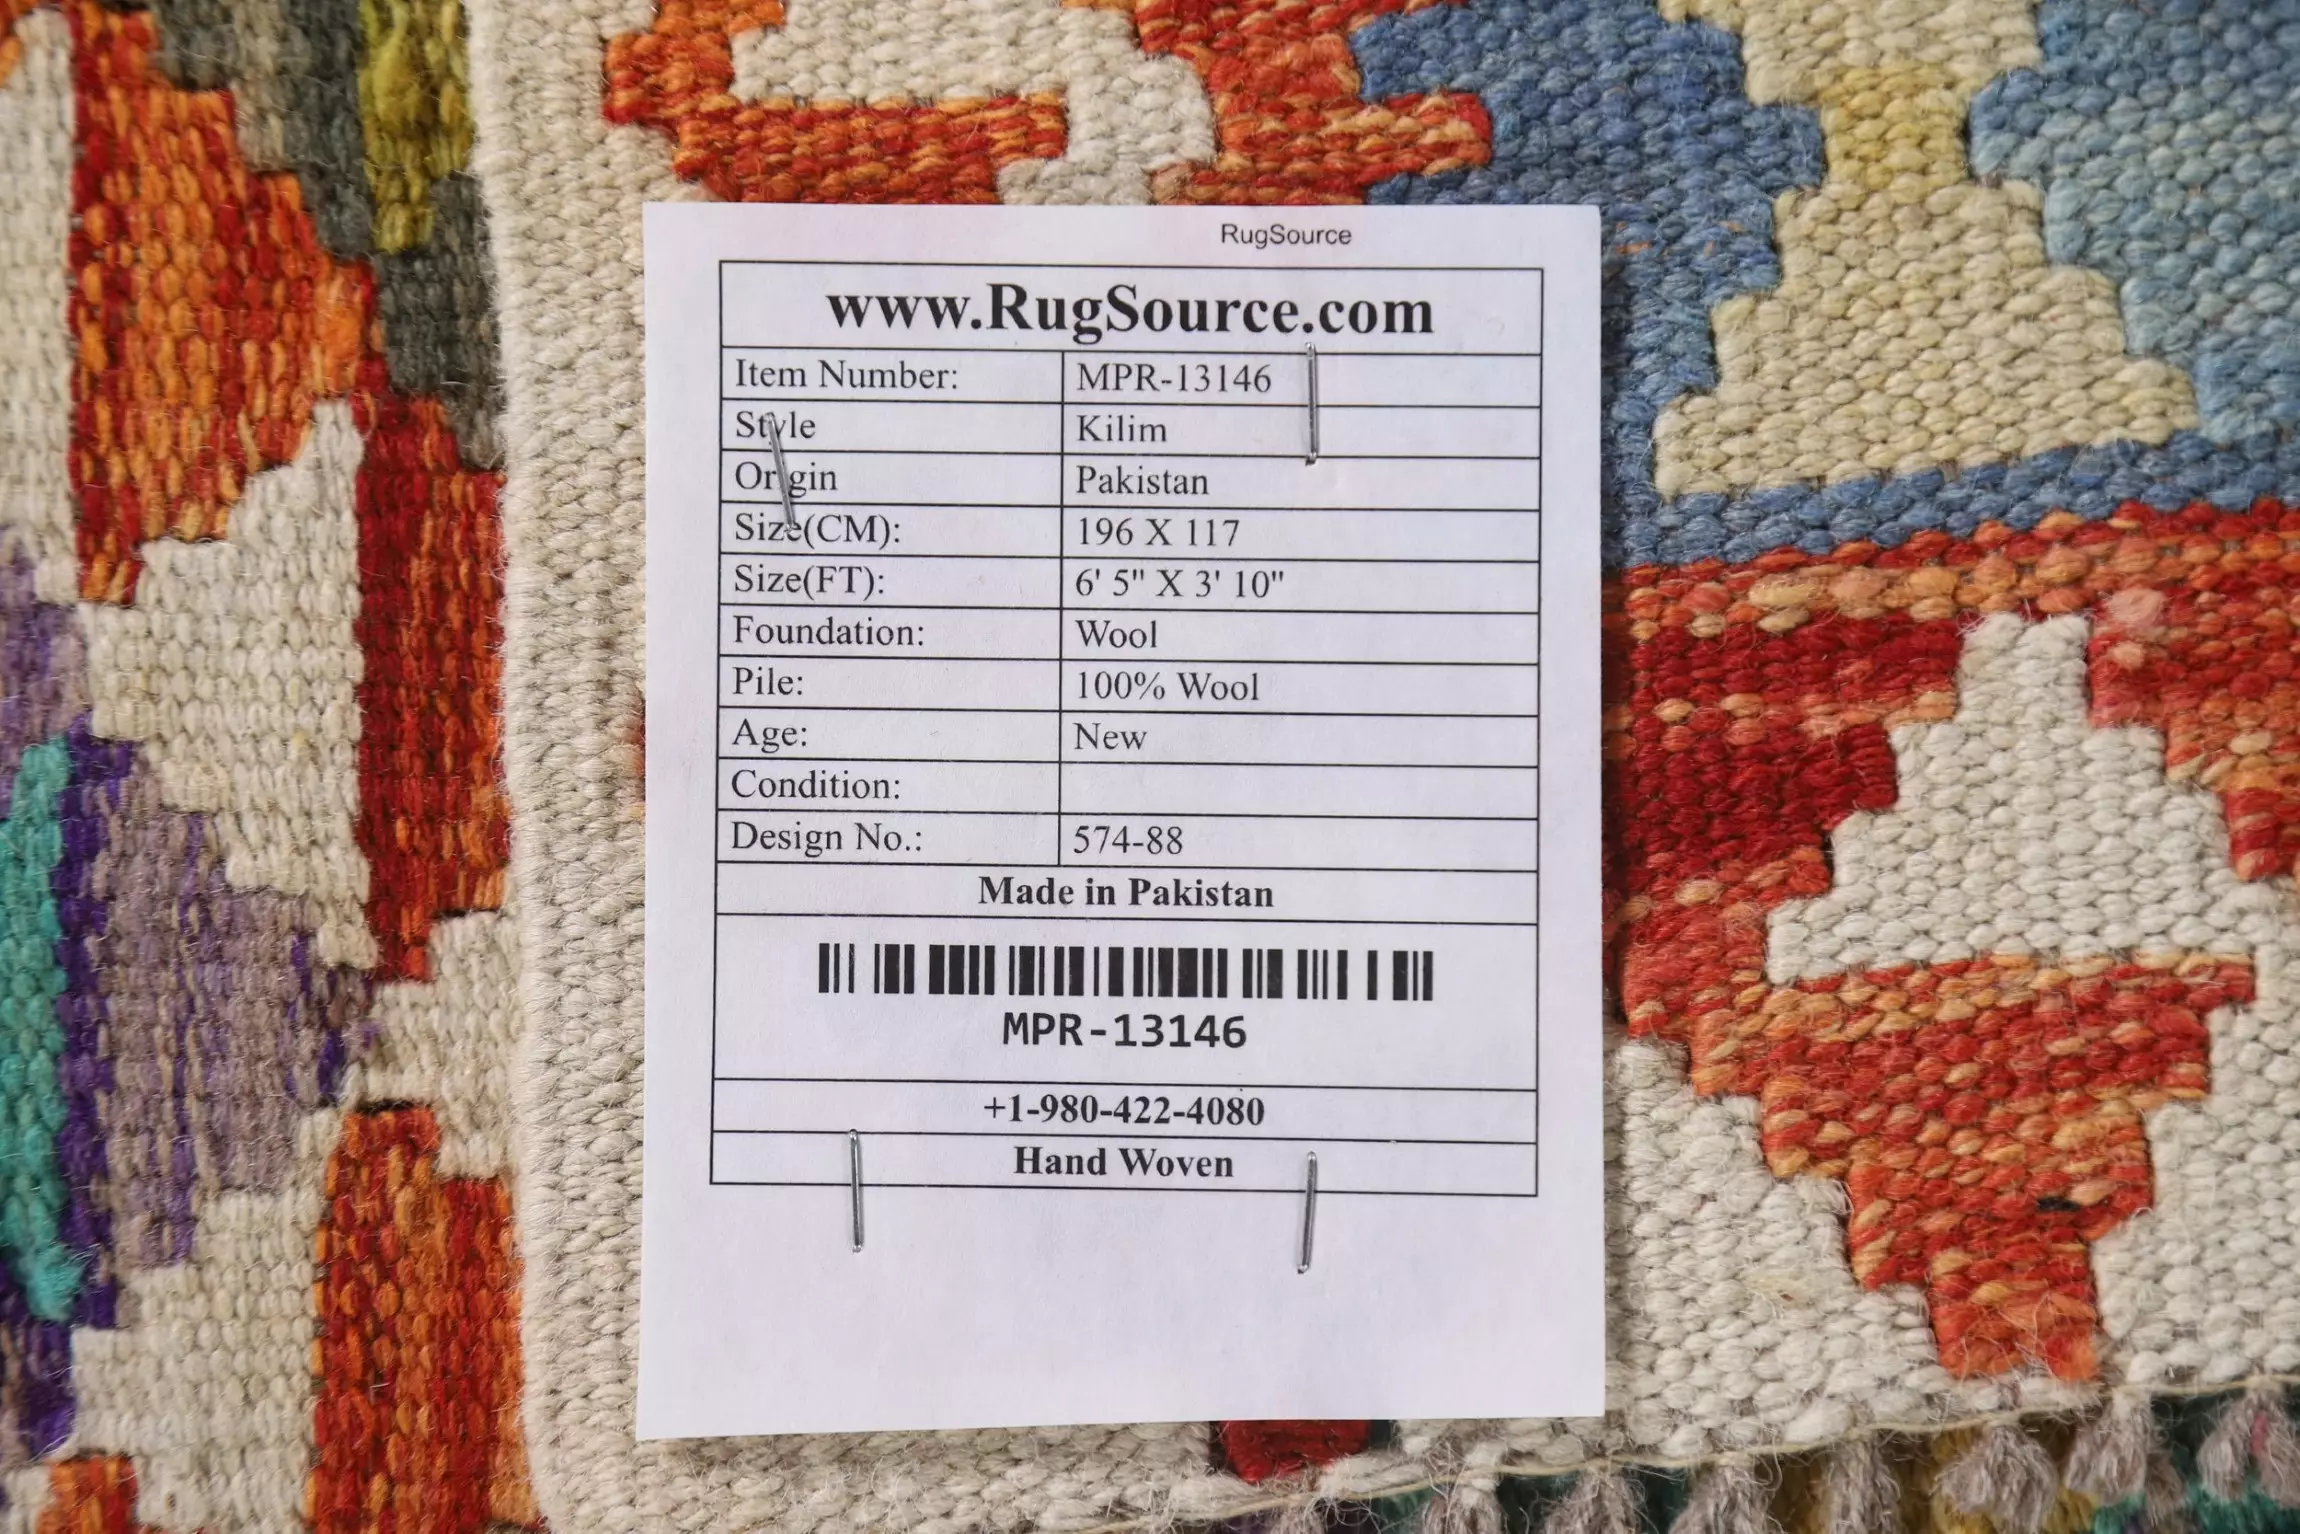 RugSource
www.RugSource.com
Item Number: MPR-13146
Style Kilim
Origin Pakistan
Size(CM): 196 X 117
Size(FT): 6' 5" X 3' 10"
Foundation: Wool
Pile: 100% Wool
Age: New
Condition:
Design No.: 574-88
Made in Pakistan
MPR-13146
+1-980-422-4080
Hand Woven